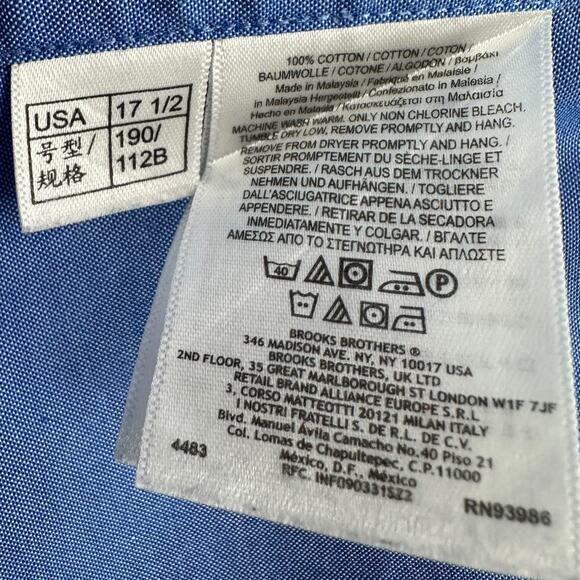 USA 17 1/2
号型/ 190/
规格 112B
100% COTTON / COTTON / COTON /
BAUMWOLLE / COTONE / ALGODON / βαμβάκι
Made in Malaysia / Fabriqué en Malaisie /
in Malaysia Hergestellt / Confezionato in Malesia /
Hecho en Malasia / Κατασκευάζεται στη Μαλαισία
MACHINE WASH WARM. ONLY NON CHLORINE BLEACH.
TUMBLE DRY LOW, REMOVE PROMPTLY AND HANG.
REMOVE FROM DRYER PROMPTLY AND HANG. /
SORTIR PROMPTEMENT DU SÈCHE-LINGE ET
SUSPENDRE. / RASCH AUS DEM TROCKNER
NEHMEN UND AUFHÄNGEN. / TOGLIERE
DALL'ASCIUGATRICE APPENA ASCIUTTO E
APPENDERE. / RETIRAR DE LA SECADORA
INMEDIATAMENTE Y COLGAR. / ΒΓΑΛΤΕ
ΑΜΕΣΩΣ ΑΠΟ ΤΟ ΣΤΕΓΝΩΤΗΡΑ ΚΑΙ ΑΠΛΩΣΤΕ
40 P
BROOKS BROTHERS ®
346 MADISON AVE. NY, NY 10017 USA
BROOKS BROTHERS, UK LTD
2ND FLOOR, 35 GREAT MARLBOROUGH ST LONDON W1F 7JF
RETAIL BRAND ALLIANCE EUROPE S.R.L
3, CORSO MATTEOTTI 20121 MILAN ITALY
I NOSTRI FRATELLI S. DE R.L. DE C.V.
Blvd. Manuel Ávila Camacho No.40 Piso 21
Col. Lomas de Chapultepec, C.P.11000
México, D.F., México
RFC. INF090331SZ2
4483
RN93986